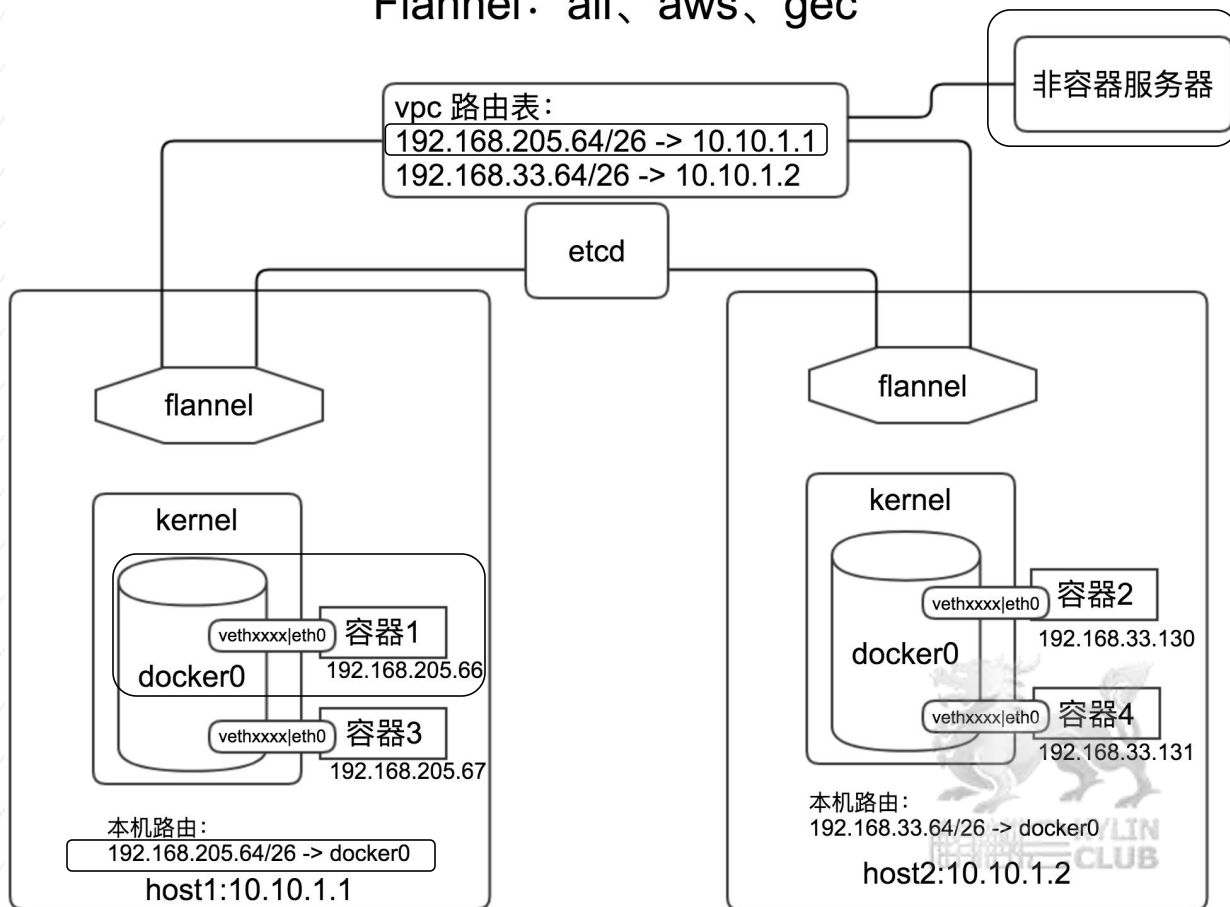 Flannel：ali、aws、gec
非容器服务器
vpc 路由表：
192.168.205.64/26 -> 10.10.1.1
192.168.33.64/26 -> 10.10.1.2
etcd
flannel
kernel
docker0
vethxxxx|eth0
容器1
192.168.205.66
vethxxxx|eth0
容器3
192.168.205.67
本机路由：
192.168.205.64/26 -> docker0
host1:10.10.1.1
flannel
kernel
docker0
vethxxxx|eth0
容器2
192.168.33.130
vethxxxx|eth0
容器4
192.168.33.131
本机路由：
192.168.33.64/26 -> docker0
host2:10.10.1.2
KYLIN
CLUB